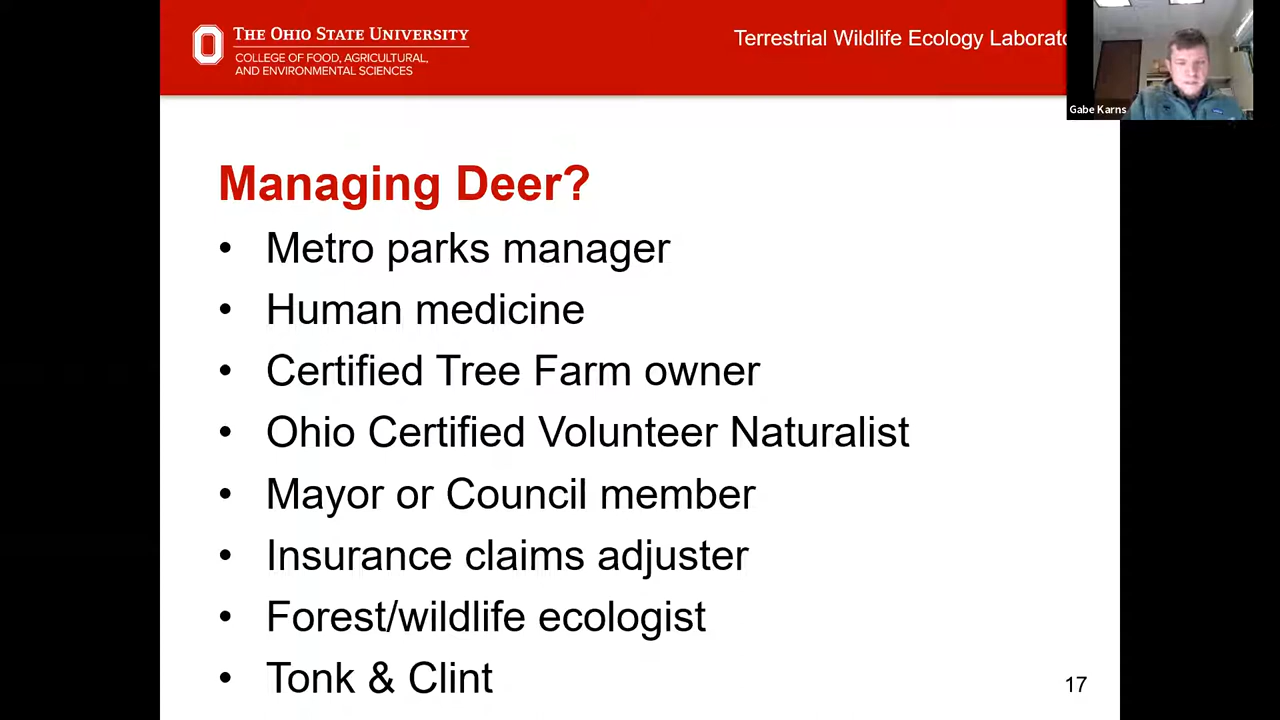 THE OHIO STATE UNIVERSITY
COLLEGE OF FOOD, AGRICULTURAL,
AND ENVIRONMENTAL SCIENCES
Terrestrial Wildlife Ecology Laborato
Gabe Karns
Managing Deer?
• Metro parks manager
• Human medicine
• Certified Tree Farm owner
• Ohio Certified Volunteer Naturalist
• Mayor or Council member
• Insurance claims adjuster
• Forest/wildlife ecologist
• Tonk & Clint
17